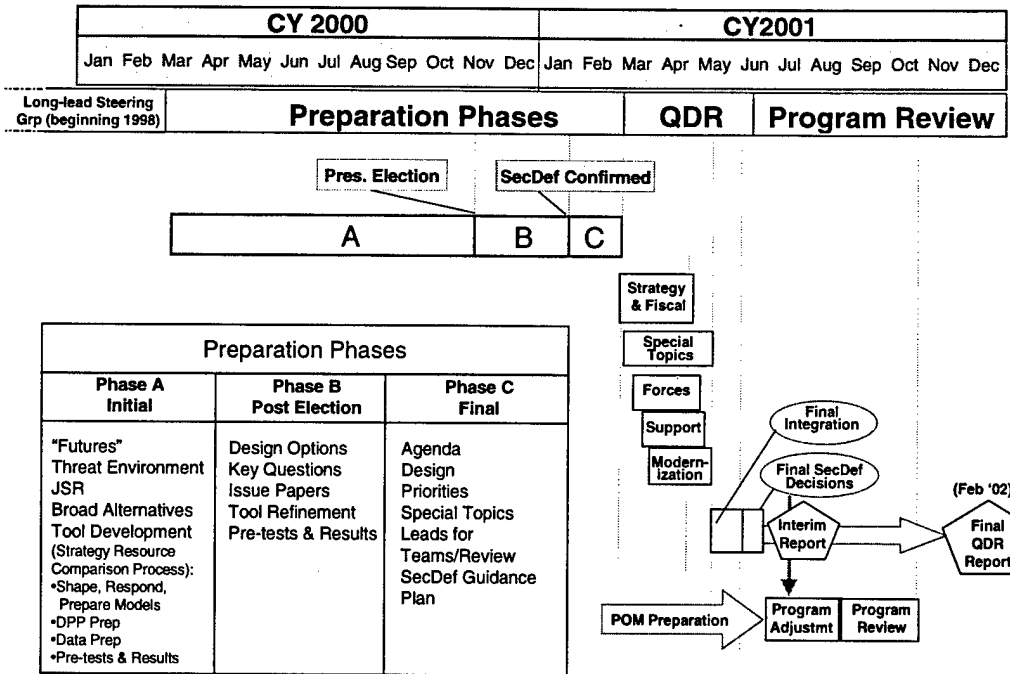 CY 2000 CY2001
Jan Feb Mar Apr May Jun Jul Aug Sep Oct Nov Dec Jan Feb Mar Apr May Jun Jul Aug Sep Oct Nov Dec
Long-lead Steering
Grp (beginning 1998)
Preparation Phases QDR Program Review
Pres. Election SecDef Confirmed
A B C
Strategy
& Fiscal
Special
Topics
Forces
Support
Modern-
ization
Final
Integration
Final SecDef
Decisions
Interim
Report
(Feb '02)
Final
QDR
Report
POM Preparation
Program
Adjustmt
Program
Review
Preparation Phases
Phase A
Initial
"Futures"
Threat Environment
JSR
Broad Alternatives
Tool Development
(Strategy Resource
Comparison Process):
•Shape, Respond,
Prepare Models
•DPP Prep
•Data Prep
•Pre-tests & Results
Phase B
Post Election
Design Options
Key Questions
Issue Papers
Tool Refinement
Pre-tests & Results
Phase C
Final
Agenda
Design
Priorities
Special Topics
Leads for
Teams/Review
SecDef Guidance
Plan